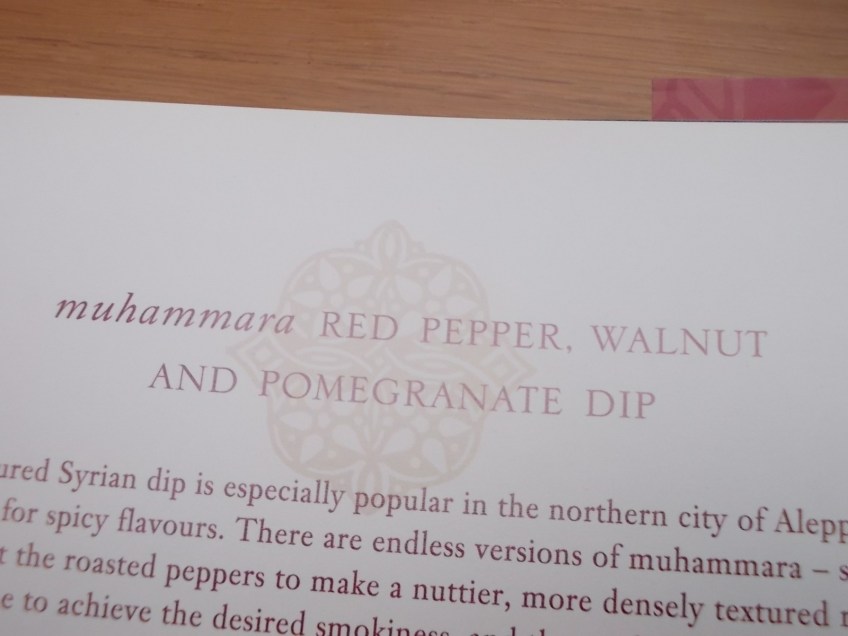 muhammara RED PEPPER, WALNUT
AND POMEGRANATE DIP
Syrian dip is especially popular in the northern city of
for spicy flavours. There are endless versions of muhammara –
the roasted peppers to make a nuttier, more densely textured
to achieve the desired smokiness, and